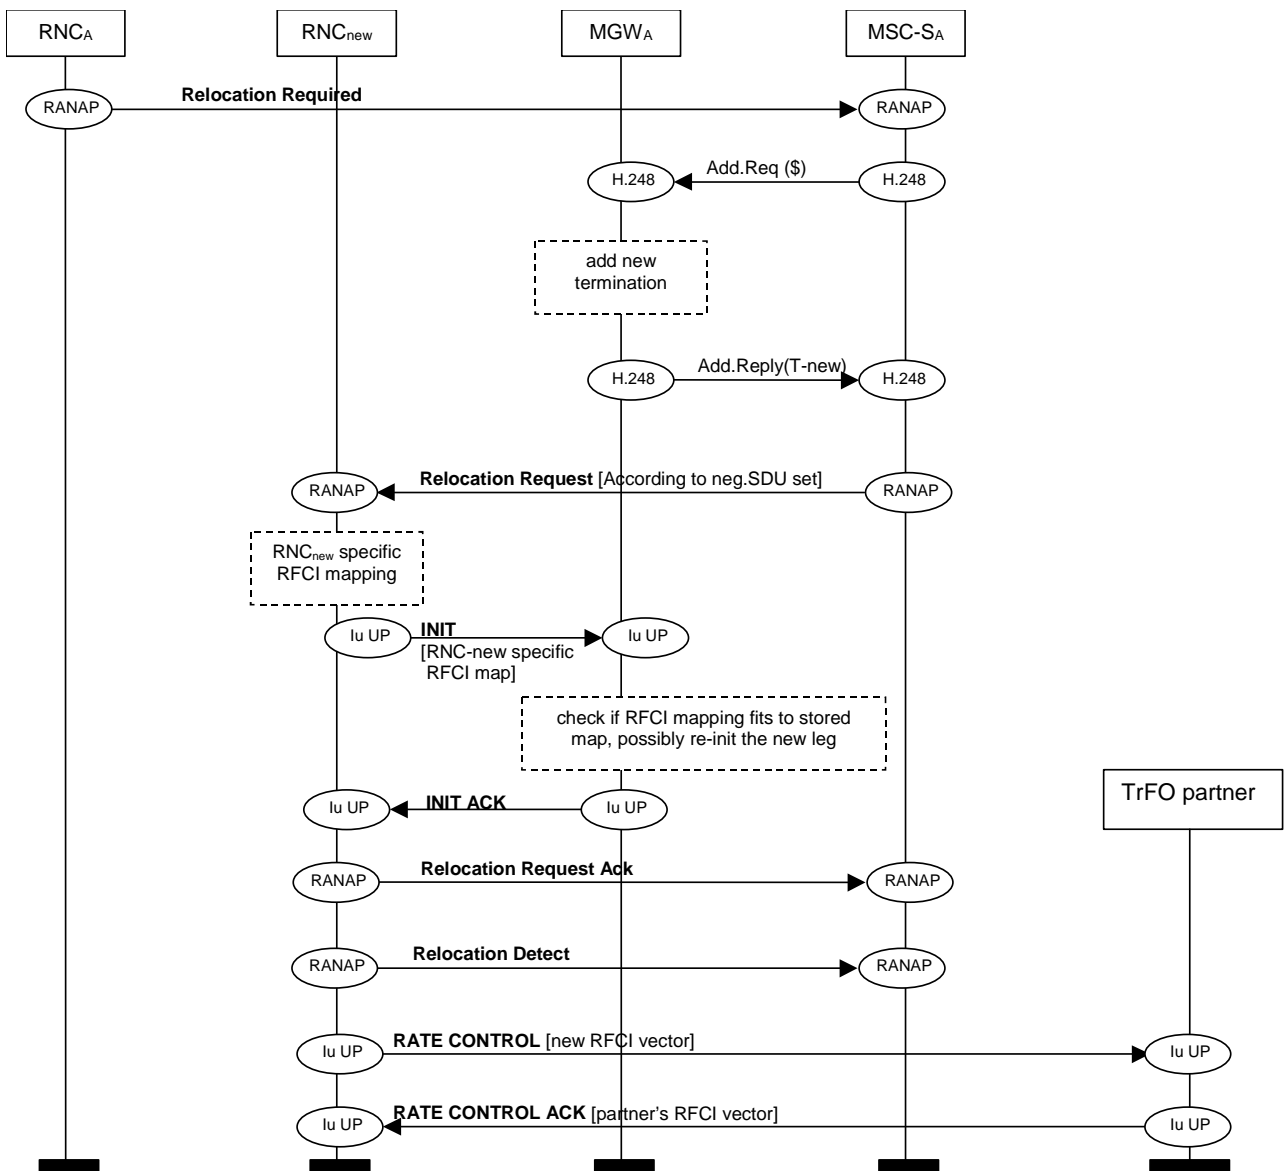 RNCA
RNCnew
MGWA
MSC-SA
Relocation Required
RANAP
RANAP
Add.Req ($)
H.248
H.248
add new
termination
Add.Reply(T-new)
H.248
H.248
Relocation Request [According to neg.SDU set]
RANAP
RANAP
RNCnew specific
RFCI mapping
Iu UP
INIT
Iu UP
[RNC-new specific
RFCI map]
check if RFCI mapping fits to stored
map, possibly re-init the new leg
TrFO partner
Iu UP
INIT ACK
Iu UP
Relocation Request Ack
RANAP
RANAP
Relocation Detect
RANAP
RANAP
RATE CONTROL [new RFCI vector]
Iu UP
Iu UP
RATE CONTROL ACK [partner's RFCI vector]
Iu UP
Iu UP